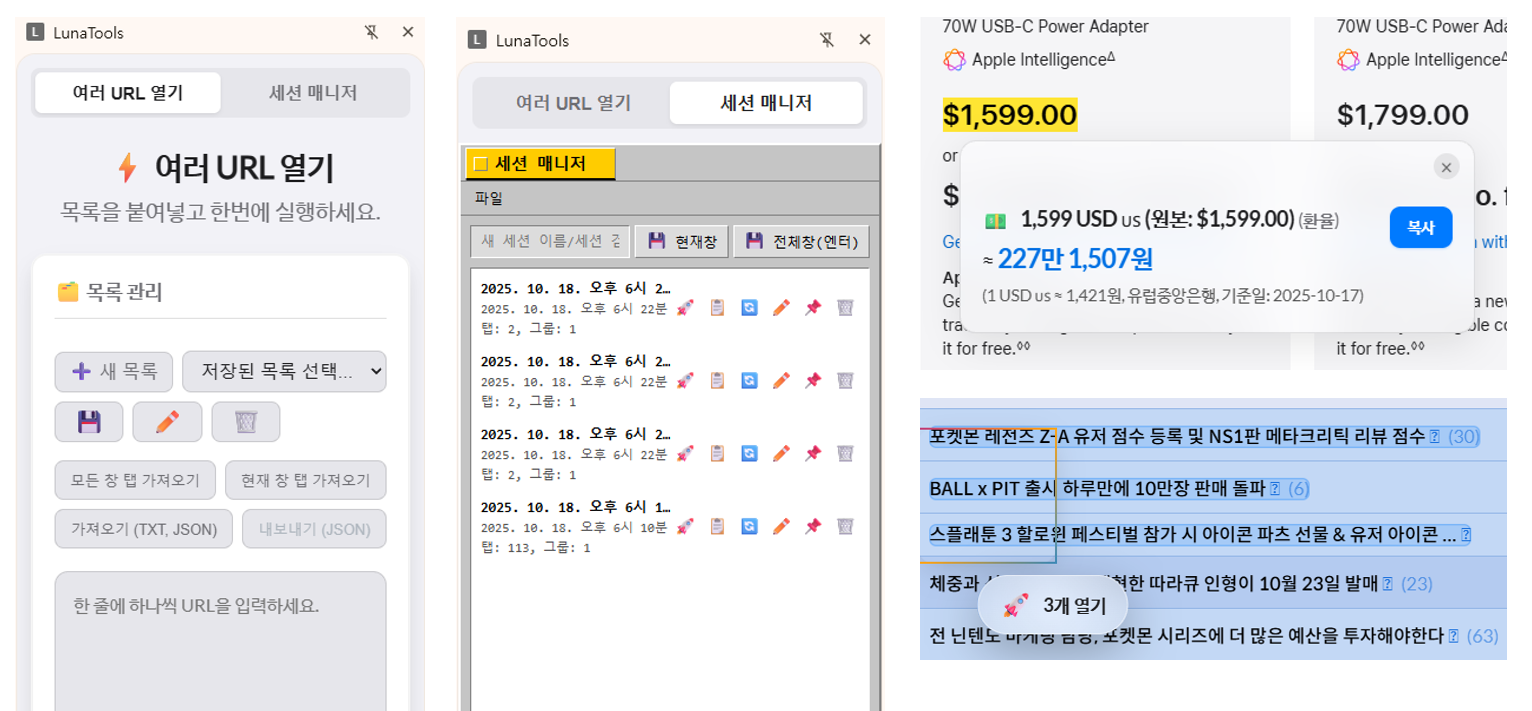 L LunaTools
여러 URL 열기 세션 매니저
여러 URL 열기
목록을 붙여넣고 한번에 실행하세요.
목록 관리
새 목록 저장된 목록 선택...
모든 창 탭 가져오기 현재 창 탭 가져오기
가져오기 (TXT, JSON) 내보내기 (JSON)
한 줄에 하나씩 URL을 입력하세요.
L LunaTools
여러 URL 열기 세션 매니저
세션 매니저
파일
새 세션 이름/세션 검 현재창 전체창(엔터)
2025. 10. 18. 오후 6시 2…
2025. 10. 18. 오후 6시 22분
탭: 2, 그룹: 1
2025. 10. 18. 오후 6시 2…
2025. 10. 18. 오후 6시 22분
탭: 2, 그룹: 1
2025. 10. 18. 오후 6시 2…
2025. 10. 18. 오후 6시 22분
탭: 2, 그룹: 1
2025. 10. 18. 오후 6시 1…
2025. 10. 18. 오후 6시 10분
탭: 113, 그룹: 1
70W USB-C Power Adapter
Apple IntelligenceΔ
$1,599.00
or
$
1,599 USD US (원본: $1,599.00) (환율)
≈ 227만 1,507원
(1 USD US ≈ 1,421원, 유럽중앙은행, 기준일: 2025-10-17)
복사
it for free.◊◊
70W USB-C Power
Apple Intelligence
$1,799.00
it for free.◊◊
포켓몬 레전즈 Z-A 유저 점수 등록 및 NS1판 메타크리틱 리뷰 점수 (30)
BALL x PIT 출시 하루만에 10만장 판매 돌파 (6)
스플래툰 3 할로윈 페스티벌 참가 시 아이콘 파츠 선물 & 유저 아이콘 ...
체중과 따라큐 인형이 10월 23일 발매 (23)
3개 열기
전 닌텐도 마케팅 팀장, 포켓몬 시리즈에 더 많은 예산을 투자해야한다 (63)